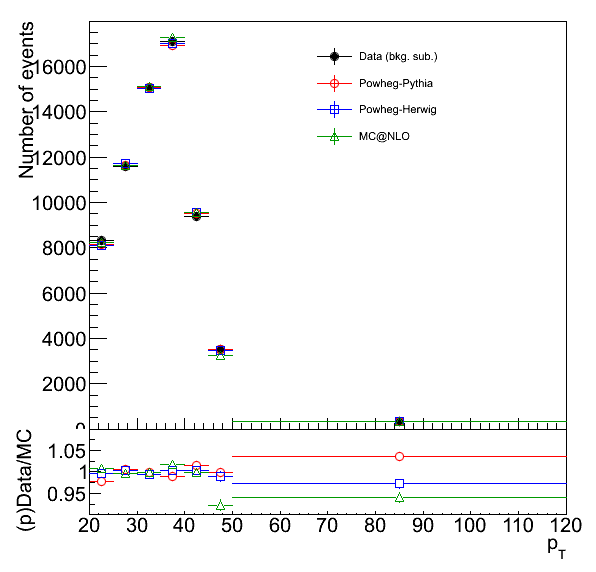 Number of events
16000
14000
12000
10000
8000
6000
4000
2000
0
Data (bkg. sub.)
Powheg-Pythia
Powheg-Herwig
MC@NLO
(p)Data/MC
1.05
1
0.95
20 30 40 50 60 70 80 90 100 110 120
pT